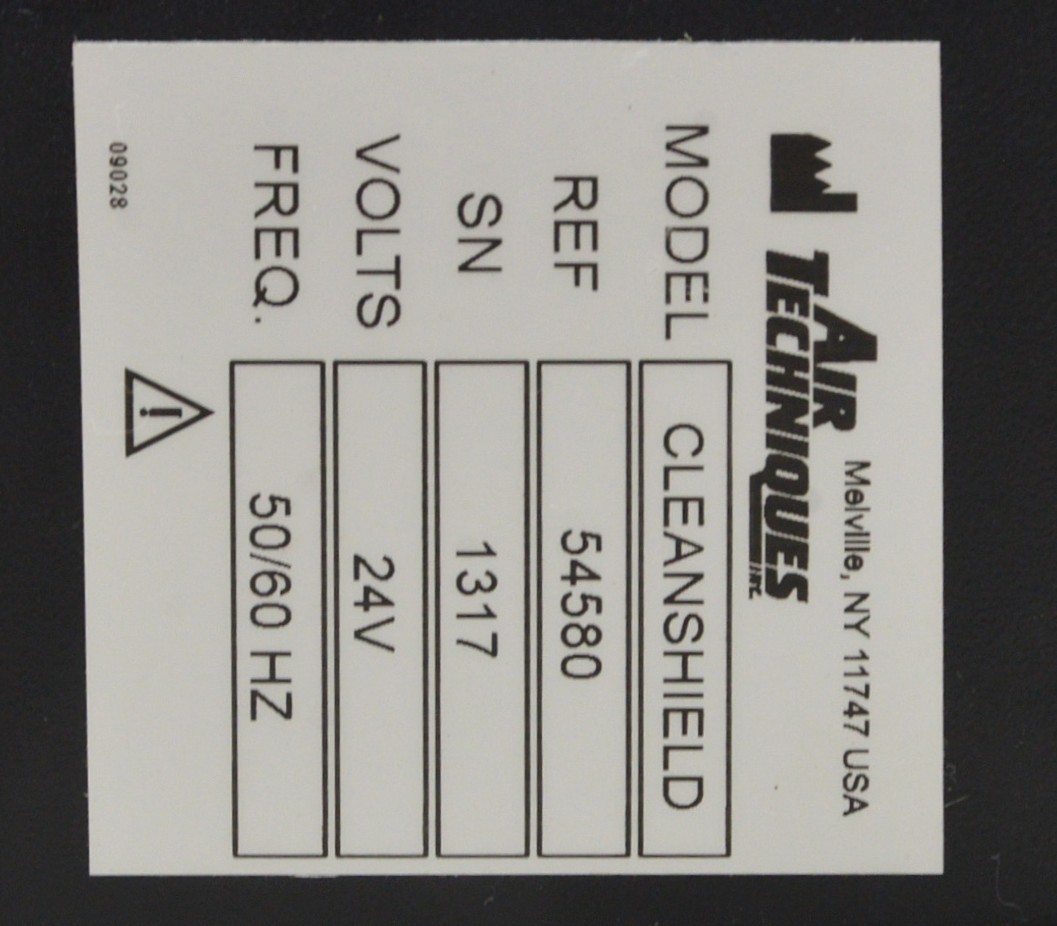 AIR
TECHNIQUES
INC.
Melville, NY 11747 USA
MODEL CLEANSHIELD
REF 54580
SN 1317
VOLTS 24V
FREQ. 50/60 HZ
09028